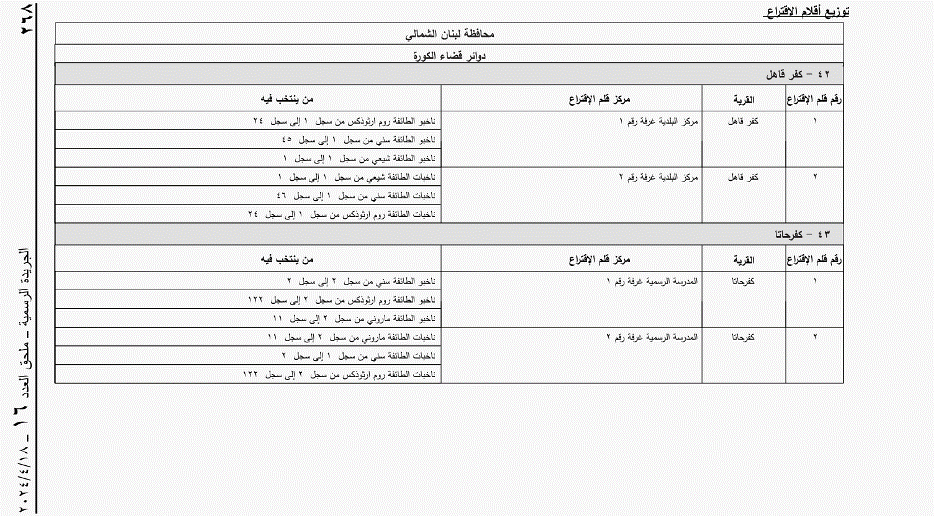 توزيع أقلام الإقتراع
محافظة لبنان الشمالي
دوائر قضاء الكورة
٤٢ - كفر قاهل
رقم قلم الإقتراع القرية مركز قلم الإقتراع من ينتخب فيه
١ كفر قاهل مركز البلدية غرفة رقم ١ ناخبو الطائفة روم ارثوذكس من سجل ١ إلى سجل ٢٤
ناخبو الطائفة سني من سجل ١ إلى سجل ٤٥
ناخبو الطائفة شيعي من سجل ١ إلى سجل ١
٢ كفر قاهل مركز البلدية غرفة رقم ٢ ناخبات الطائفة شيعي من سجل ١ إلى سجل ١
ناخبات الطائفة سني من سجل ١ إلى سجل ٤٦
ناخبات الطائفة روم ارثوذكس من سجل ١ إلى سجل ٢٤
٤٣ - كفرحاتا
رقم قلم الإقتراع القرية مركز قلم الإقتراع من ينتخب فيه
١ كفرحاتا المدرسة الرسمية غرفة رقم ١ ناخبو الطائفة سني من سجل ٢ إلى سجل ٢
ناخبو الطائفة روم ارثوذكس من سجل ٢ إلى سجل ١٢٢
ناخبو الطائفة ماروني من سجل ٢ إلى سجل ١١
٢ كفرحاتا المدرسة الرسمية غرفة رقم ٢ ناخبات الطائفة ماروني من سجل ٢ إلى سجل ١١
ناخبات الطائفة سني من سجل ١ إلى سجل ٢
ناخبات الطائفة روم ارثوذكس من سجل ٢ إلى سجل ١٢٢
٢٦٨
الجريدة الرسمية – ملحق العدد ١٦ – ٢٠٢٤/٤/١٨